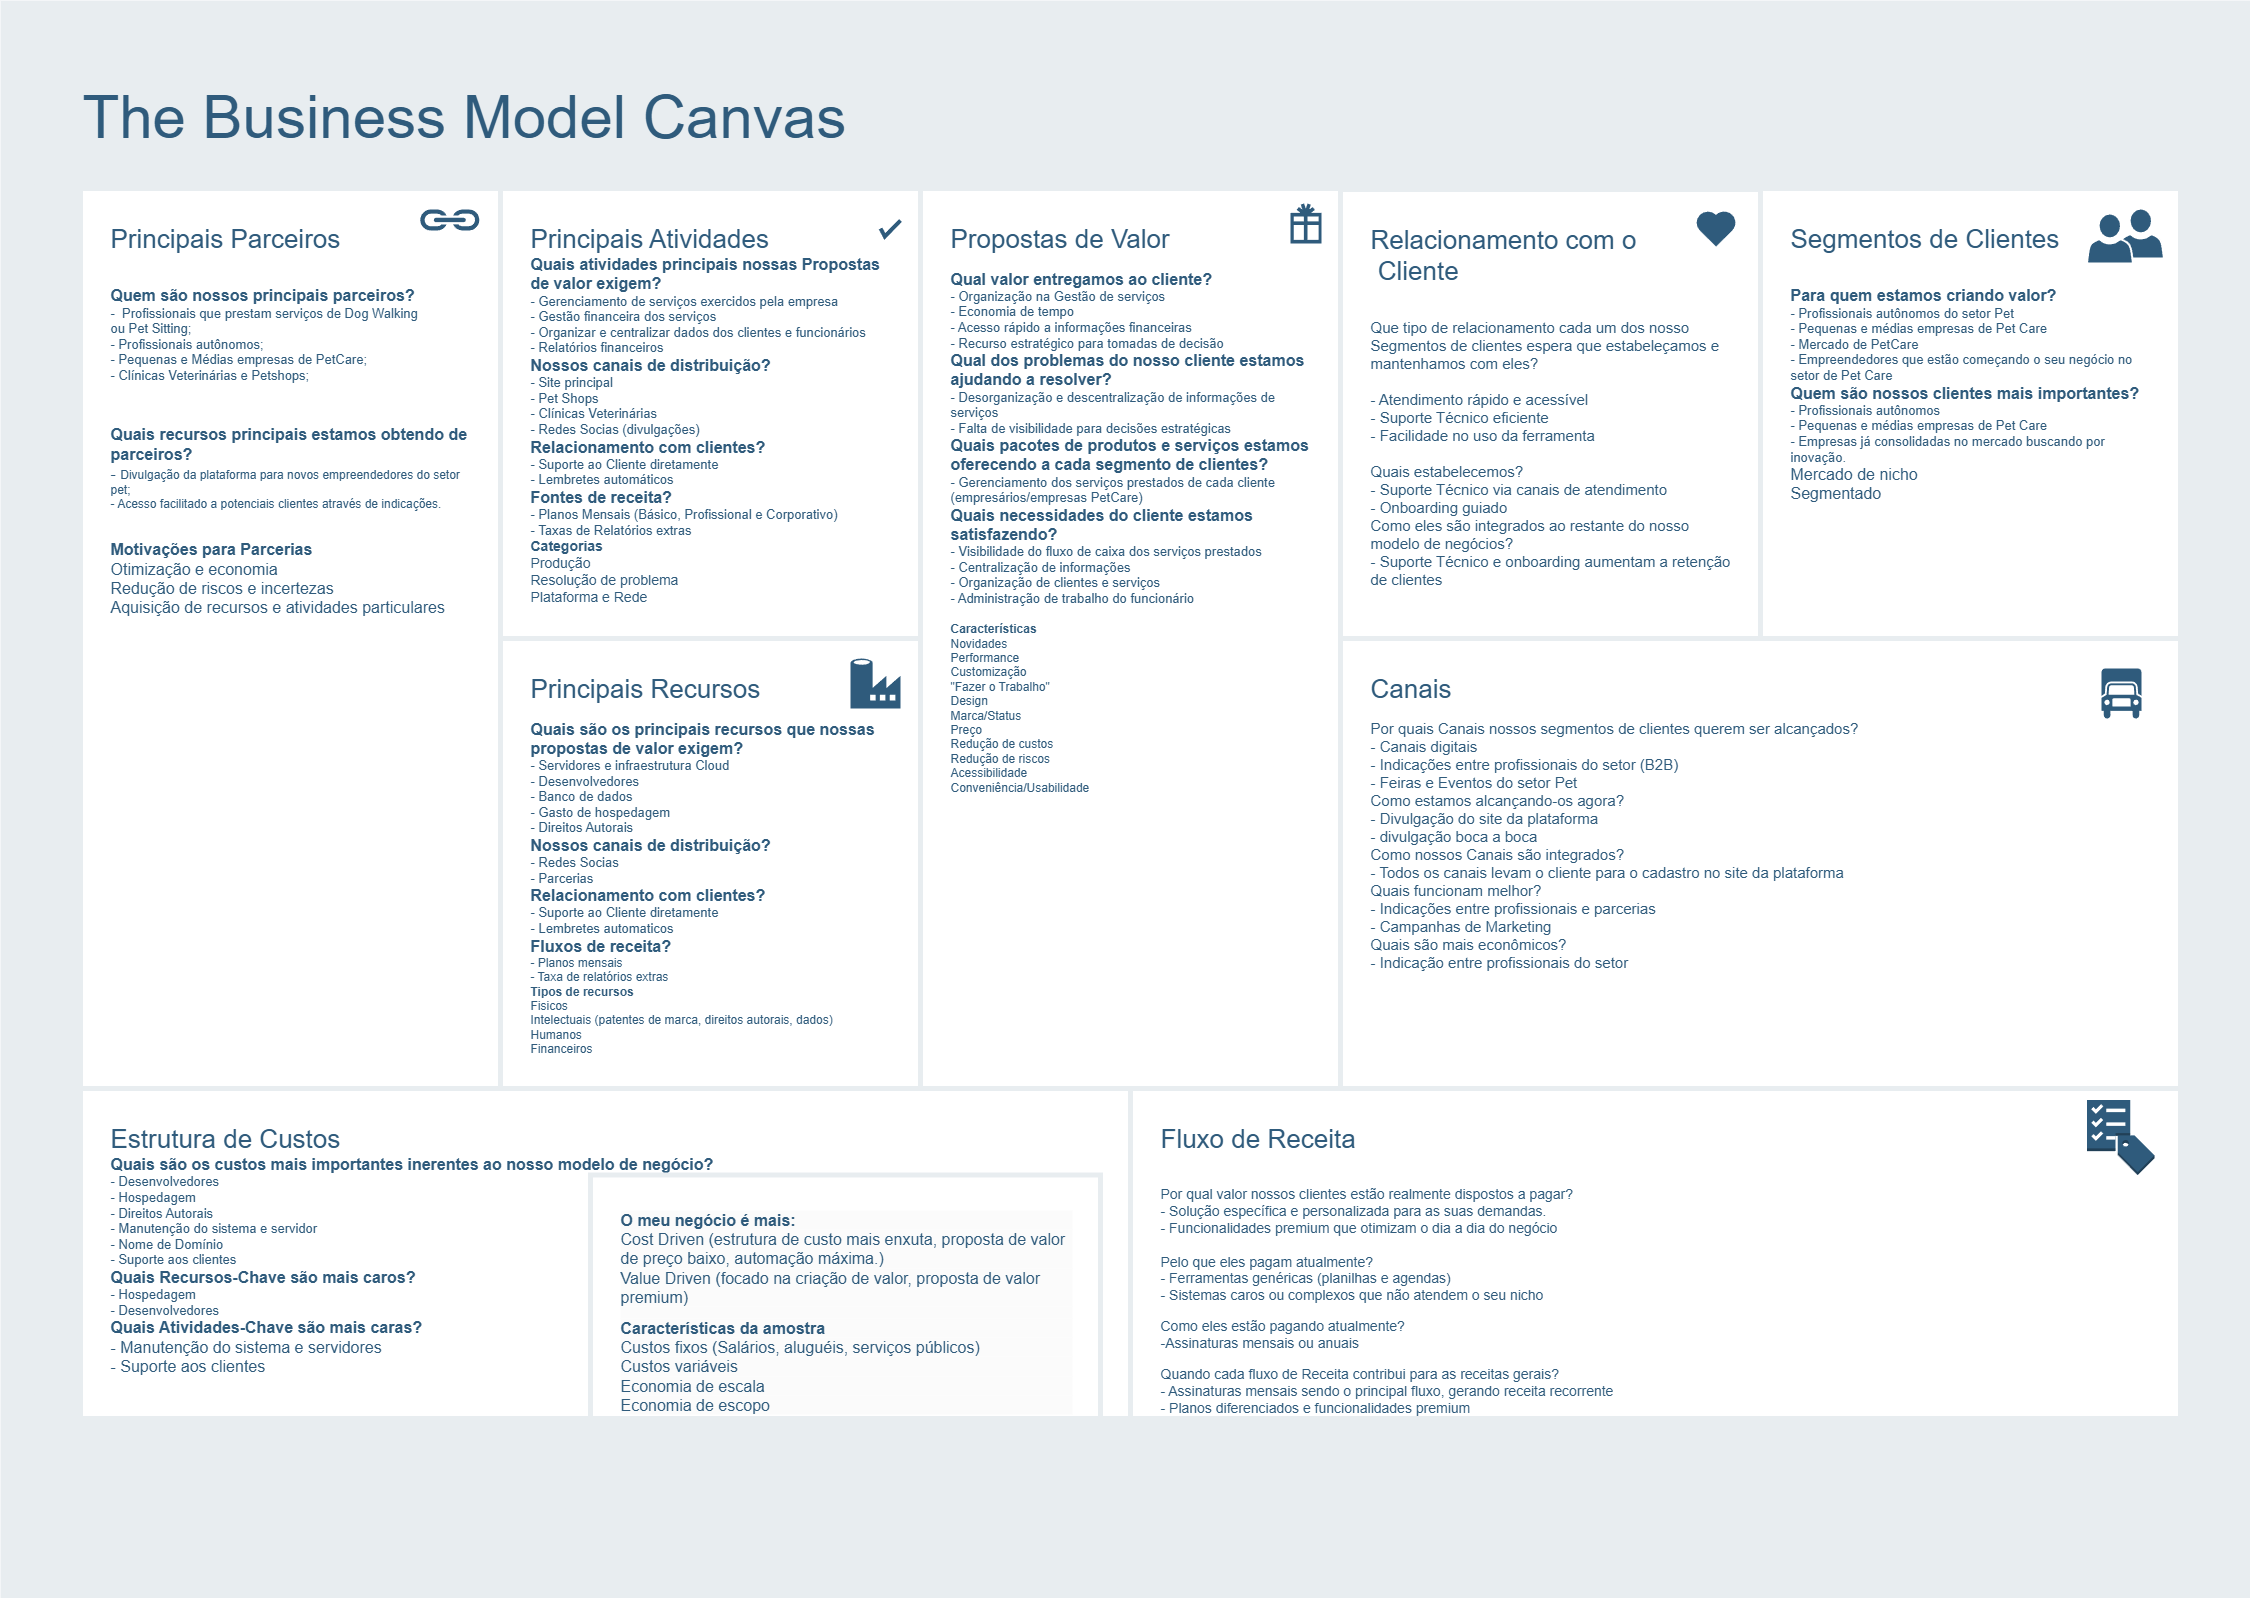 The Business Model Canvas
Principais Parceiros
Quem são nossos principais parceiros?
-  Profissionais que prestam serviços de Dog Walking
ou Pet Sitting;
- Profissionais autônomos;
- Pequenas e Médias empresas de PetCare;
- Clínicas Veterinárias e Petshops;
Quais recursos principais estamos obtendo de
parceiros?
- Divulgação da plataforma para novos empreendedores do setor
pet;
- Acesso facilitado a potenciais clientes através de indicações.
Motivações para Parcerias
Otimização e economia
Redução de riscos e incertezas
Aquisição de recursos e atividades particulares
Principais Atividades
Quais atividades principais nossas Propostas
de valor exigem?
- Gerenciamento de serviços exercidos pela empresa
- Gestão financeira dos serviços
- Organizar e centralizar dados dos clientes e funcionários
- Relatórios financeiros
Nossos canais de distribuição?
- Site principal
- Pet Shops
- Clínicas Veterinárias
- Redes Socias (divulgações)
Relacionamento com clientes?
- Suporte ao Cliente diretamente
- Lembretes automáticos
Fontes de receita?
- Planos Mensais (Básico, Profissional e Corporativo)
- Taxas de Relatórios extras
Categorias
Produção
Resolução de problema
Plataforma e Rede
Principais Recursos
Quais são os principais recursos que nossas
propostas de valor exigem?
- Servidores e infraestrutura Cloud
- Desenvolvedores
- Banco de dados
- Gasto de hospedagem
- Direitos Autorais
Nossos canais de distribuição?
- Redes Socias
- Parcerias
Relacionamento com clientes?
- Suporte ao Cliente diretamente
- Lembretes automaticos
Fluxos de receita?
- Planos mensais
- Taxa de relatórios extras
Tipos de recursos
Fisicos
Intelectuais (patentes de marca, direitos autorais, dados)
Humanos
Financeiros
Propostas de Valor
Qual valor entregamos ao cliente?
- Organização na Gestão de serviços
- Economia de tempo
- Acesso rápido a informações financeiras
- Recurso estratégico para tomadas de decisão
Qual dos problemas do nosso cliente estamos
ajudando a resolver?
- Desorganização e descentralização de informações de
serviços
- Falta de visibilidade para decisões estratégicas
Quais pacotes de produtos e serviços estamos
oferecendo a cada segmento de clientes?
- Gerenciamento dos serviços prestados de cada cliente
(empresários/empresas PetCare)
Quais necessidades do cliente estamos
satisfazendo?
- Visibilidade do fluxo de caixa dos serviços prestados
- Centralização de informações
- Organização de clientes e serviços
- Administração de trabalho do funcionário
Características
Novidades
Performance
Customização
"Fazer o Trabalho"
Design
Marca/Status
Preço
Redução de custos
Redução de riscos
Acessibilidade
Conveniência/Usabilidade
Relacionamento com o
Cliente
Que tipo de relacionamento cada um dos nosso
Segmentos de clientes espera que estabeleçamos e
mantenhamos com eles?
- Atendimento rápido e acessível
- Suporte Técnico eficiente
- Facilidade no uso da ferramenta
Quais estabelecemos?
- Suporte Técnico via canais de atendimento
- Onboarding guiado
Como eles são integrados ao restante do nosso
modelo de negócios?
- Suporte Técnico e onboarding aumentam a retenção
de clientes
Segmentos de Clientes
Para quem estamos criando valor?
- Profissionais autônomos do setor Pet
- Pequenas e médias empresas de Pet Care
- Mercado de PetCare
- Empreendedores que estão começando o seu negócio no
setor de Pet Care
Quem são nossos clientes mais importantes?
- Profissionais autônomos
- Pequenas e médias empresas de Pet Care
- Empresas já consolidadas no mercado buscando por
inovação.
Mercado de nicho
Segmentado
Canais
Por quais Canais nossos segmentos de clientes querem ser alcançados?
- Canais digitais
- Indicações entre profissionais do setor (B2B)
- Feiras e Eventos do setor Pet
Como estamos alcançando-os agora?
- Divulgação do site da plataforma
- divulgação boca a boca
Como nossos Canais são integrados?
- Todos os canais levam o cliente para o cadastro no site da plataforma
Quais funcionam melhor?
- Indicações entre profissionais e parcerias
- Campanhas de Marketing
Quais são mais econômicos?
- Indicação entre profissionais do setor
Estrutura de Custos
Quais são os custos mais importantes inerentes ao nosso modelo de negócio?
- Desenvolvedores
- Hospedagem
- Direitos Autorais
- Manutenção do sistema e servidor
- Nome de Domínio
- Suporte aos clientes
Quais Recursos-Chave são mais caros?
- Hospedagem
- Desenvolvedores
Quais Atividades-Chave são mais caras?
- Manutenção do sistema e servidores
- Suporte aos clientes
O meu negócio é mais:
Cost Driven (estrutura de custo mais enxuta, proposta de valor
de preço baixo, automação máxima.)
Value Driven (focado na criação de valor, proposta de valor
premium)
Características da amostra
Custos fixos (Salários, aluguéis, serviços públicos)
Custos variáveis
Economia de escala
Economia de escopo
Fluxo de Receita
Por qual valor nossos clientes estão realmente dispostos a pagar?
- Solução específica e personalizada para as suas demandas.
- Funcionalidades premium que otimizam o dia a dia do negócio
Pelo que eles pagam atualmente?
- Ferramentas genéricas (planilhas e agendas)
- Sistemas caros ou complexos que não atendem o seu nicho
Como eles estão pagando atualmente?
-Assinaturas mensais ou anuais
Quando cada fluxo de Receita contribui para as receitas gerais?
- Assinaturas mensais sendo o principal fluxo, gerando receita recorrente
- Planos diferenciados e funcionalidades premium